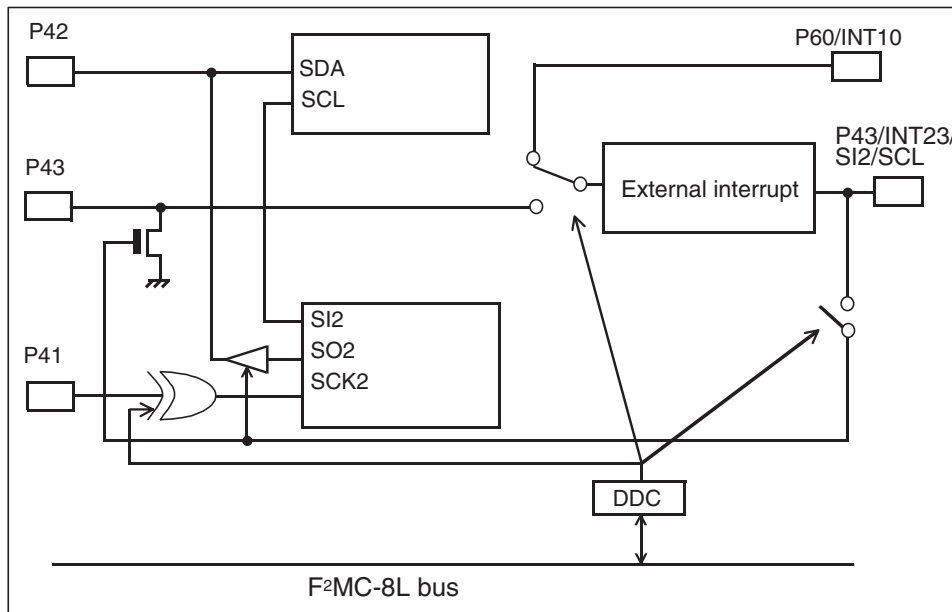 P42
P60/INT10
SDA
SCL
P43/INT23/
SI2/SCL
P43
External interrupt
SI2
SO2
SCK2
P41
DDC
F²MC-8L bus